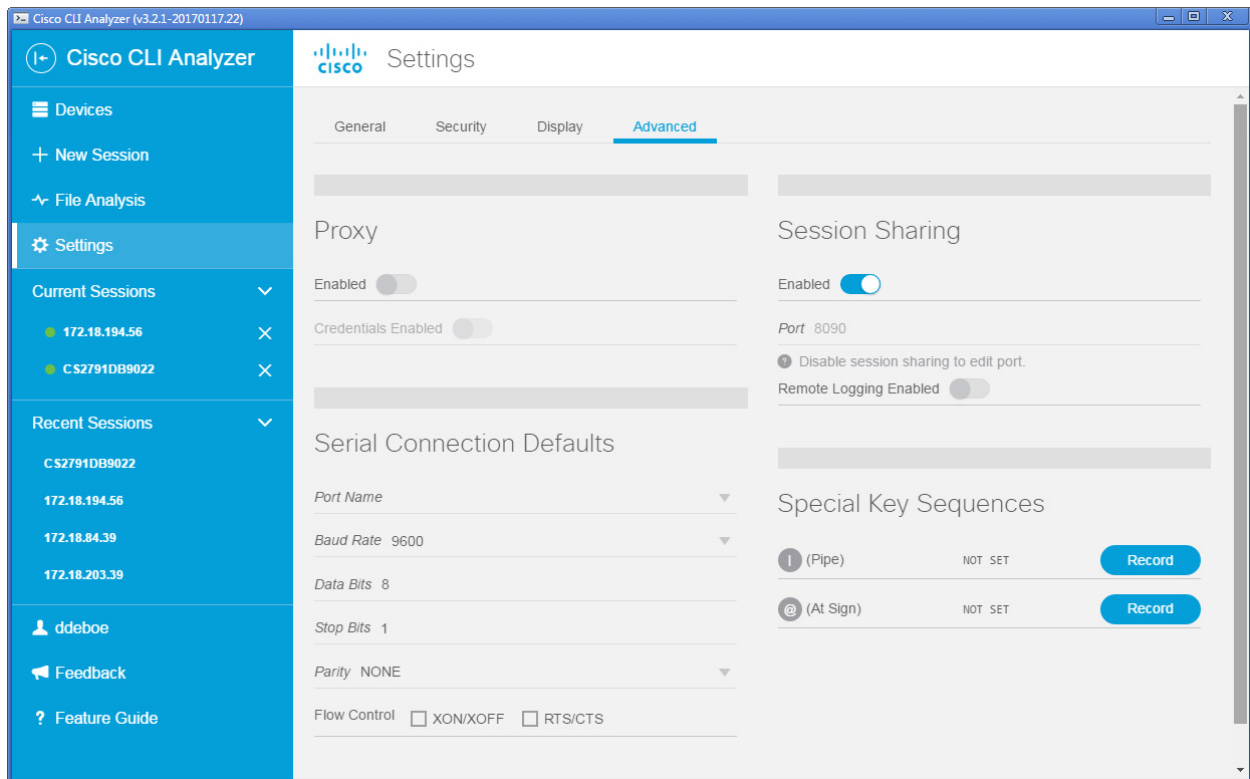 Cisco CLI Analyzer (v3.2.1-20170117.22)
Cisco CLI Analyzer
Devices
New Session
File Analysis
Settings
Current Sessions
172.18.194.56
CS2791DB9022
Recent Sessions
CS2791DB9022
172.18.194.56
172.18.84.39
172.18.203.39
ddeboe
Feedback
? Feature Guide
CISCO Settings
General Security Display Advanced
Proxy
Enabled
Credentials Enabled
Serial Connection Defaults
Port Name
Baud Rate 9600
Data Bits 8
Stop Bits 1
Parity NONE
Flow Control XON/XOFF RTS/CTS
Session Sharing
Enabled
Port 8090
? Disable session sharing to edit port.
Remote Logging Enabled
Special Key Sequences
| (Pipe) NOT SET Record
@ (At Sign) NOT SET Record